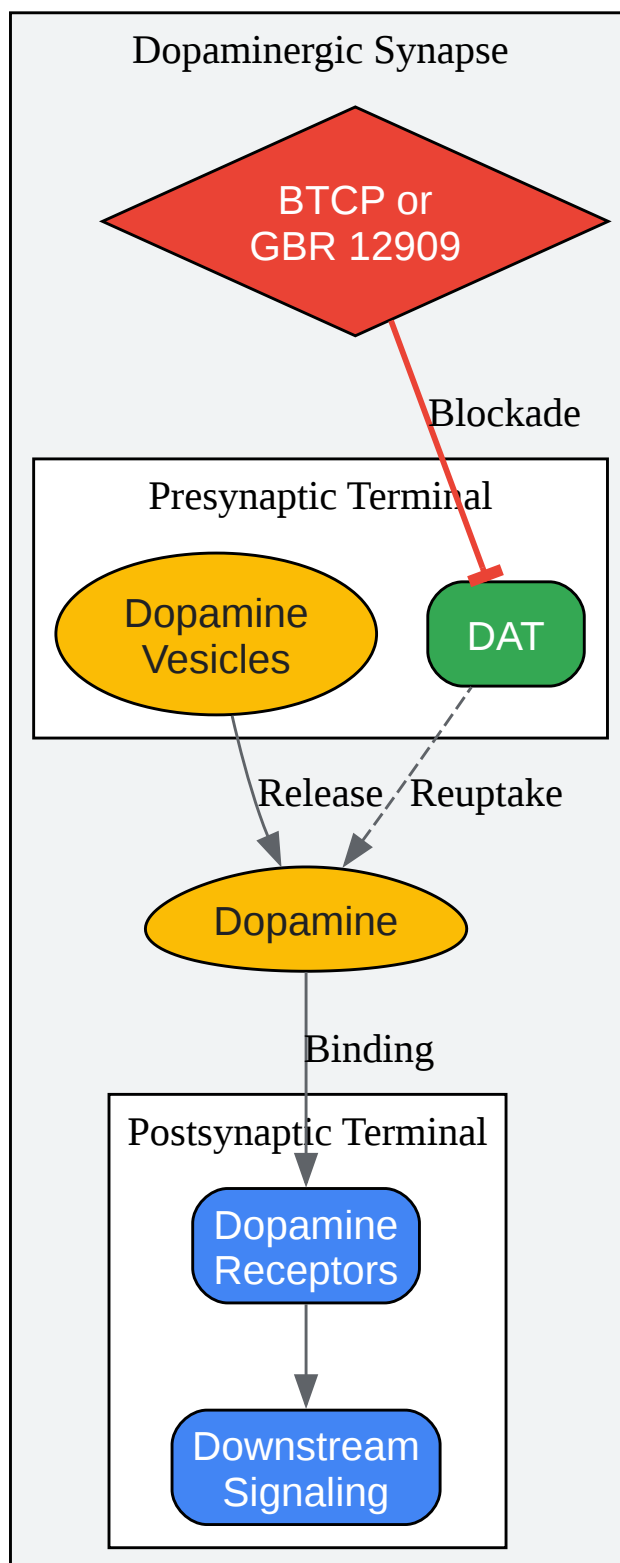 Dopaminergic Synapse
BTCP or
GBR 12909
Blockade
Presynaptic Terminal
Dopamine
Vesicles
DAT
Release
Reuptake
Dopamine
Binding
Postsynaptic Terminal
Dopamine
Receptors
Downstream
Signaling